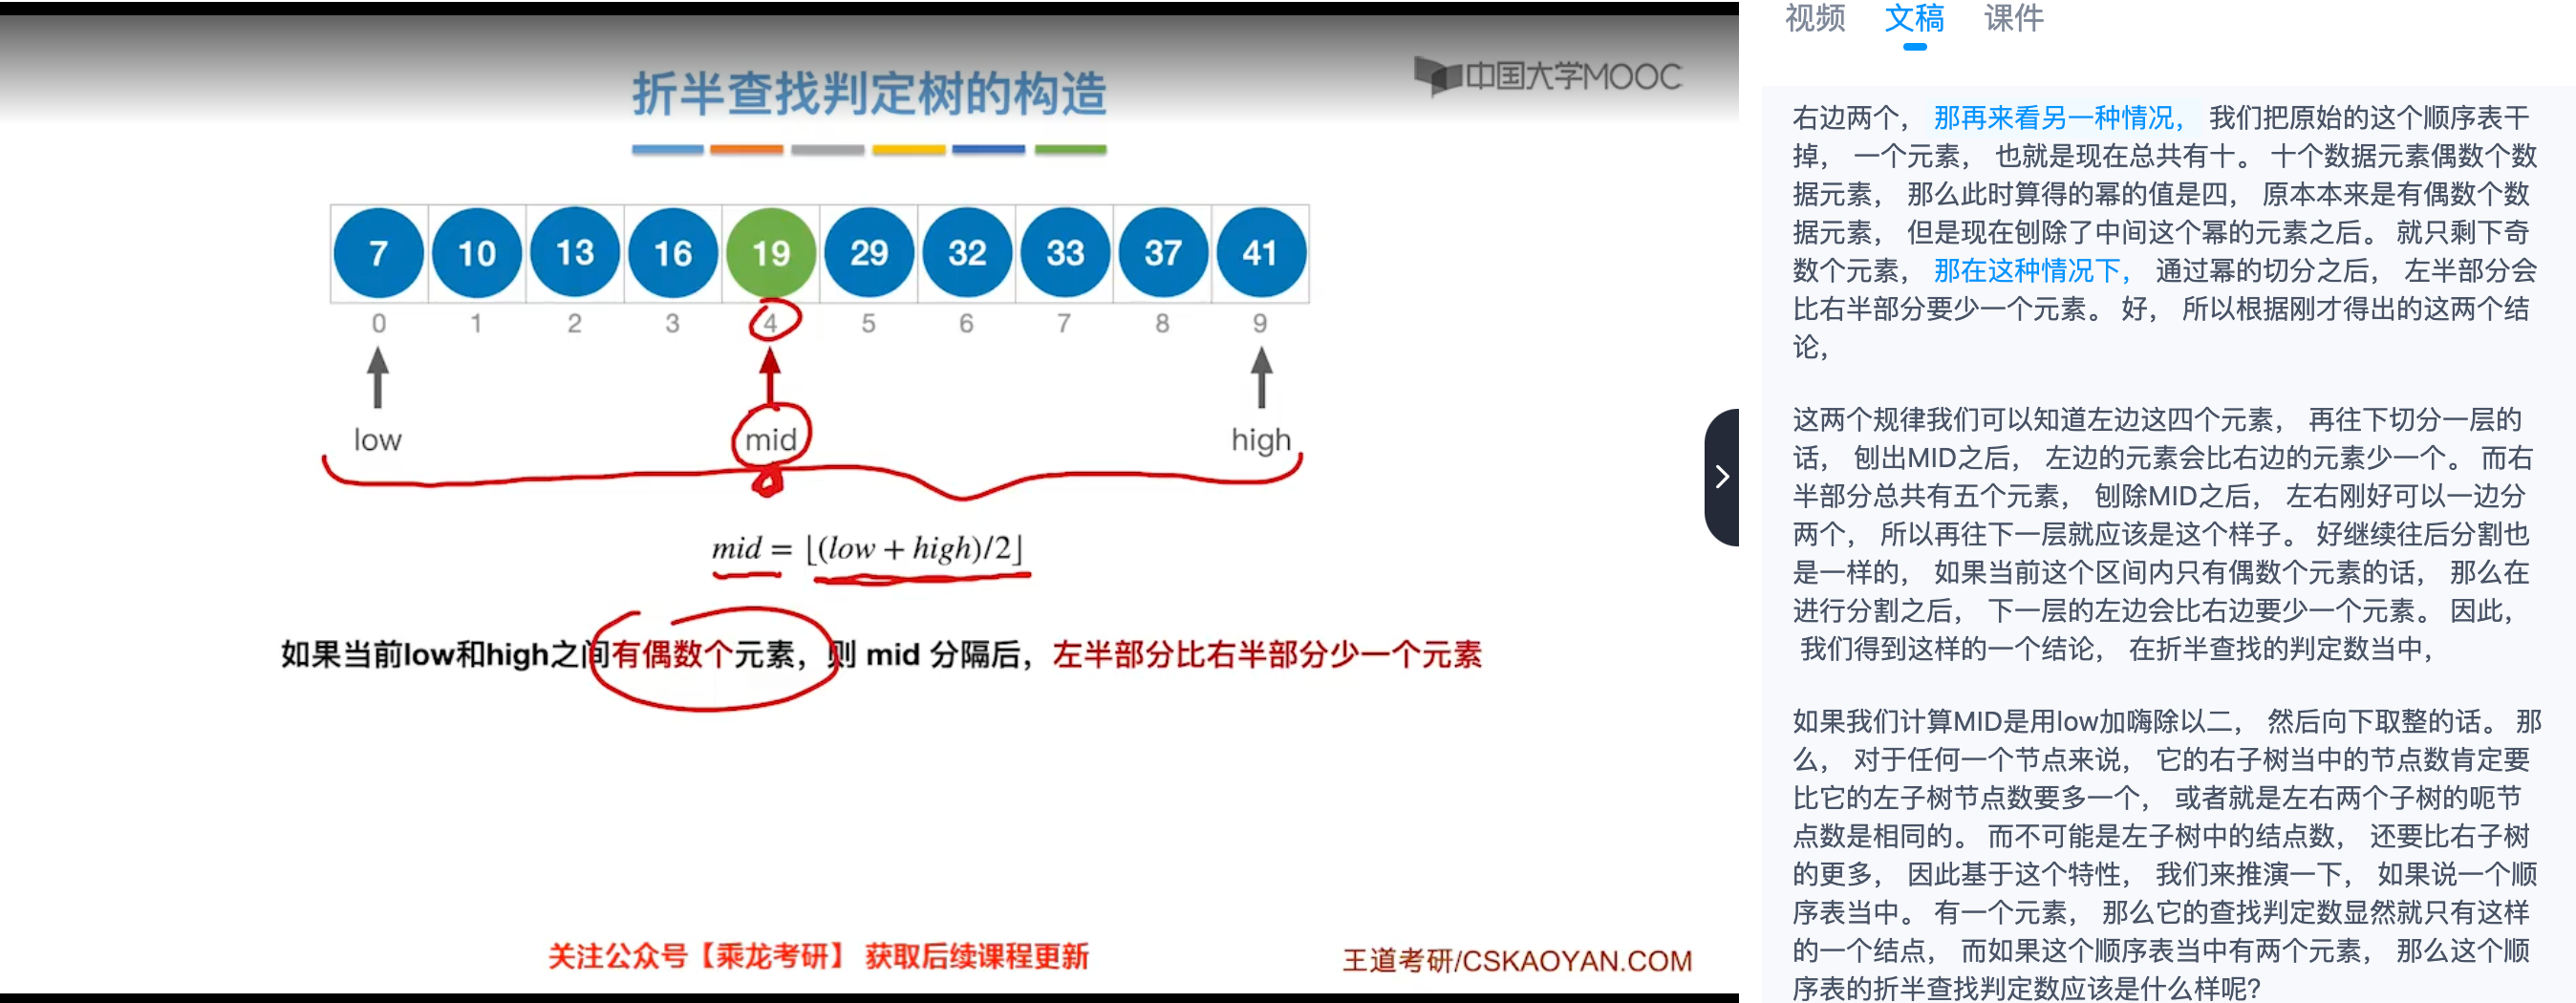 折半查找判定树的构造
中国大学MOOC
7 10 13 16 19 29 32 33 37 41
0 1 2 3 4 5 6 7 8 9
low mid high
mid = ⌊(low + high)/2⌋
如果当前low和high之间有偶数个元素，则 mid 分隔后，左半部分比右半部分少一个元素
关注公众号【乘龙考研】 获取后续课程更新
王道考研/CSKAOYAN.COM
视频 文稿 课件
右边两个， 那再来看另一种情况， 我们把原始的这个顺序表干
掉， 一个元素， 也就是现在总共有十。 十个数据元素偶数个数
据元素， 那么此时算得的幂的值是四， 原本本来是有偶数个数
据元素， 但是现在刨除了中间这个幂的元素之后。 就只剩下奇
数个元素， 那在这种情况下， 通过幂的切分之后， 左半部分会
比右半部分要少一个元素。 好， 所以根据刚才得出的这两个结
论，
这两个规律我们可以知道左边这四个元素， 再往下切分一层的
话， 刨出MID之后， 左边的元素会比右边的元素少一个。 而右
半部分总共有五个元素， 刨除MID之后， 左右刚好可以一边分
两个， 所以再往下一层就应该是这个样子。 好继续往后分割也
是一样的， 如果当前这个区间内只有偶数个元素的话， 那么在
进行分割之后， 下一层的左边会比右边要少一个元素。 因此，
我们得到这样的一个结论， 在折半查找的判定数当中，
如果我们计算MID是用low加嗨除以二， 然后向下取整的话。 那
么， 对于任何一个节点来说， 它的右子树当中的节点数肯定要
比它的左子树节点数要多一个， 或者就是左右两个子树的呃节
点数是相同的。 而不可能是左子树中的结点数， 还要比右子树
的更多， 因此基于这个特性， 我们来推演一下， 如果说一个顺
序表当中。 有一个元素， 那么它的查找判定数显然就只有这样
的一个结点， 而如果这个顺序表当中有两个元素， 那么这个顺
序表的折半查找判定数应该是什么样呢?